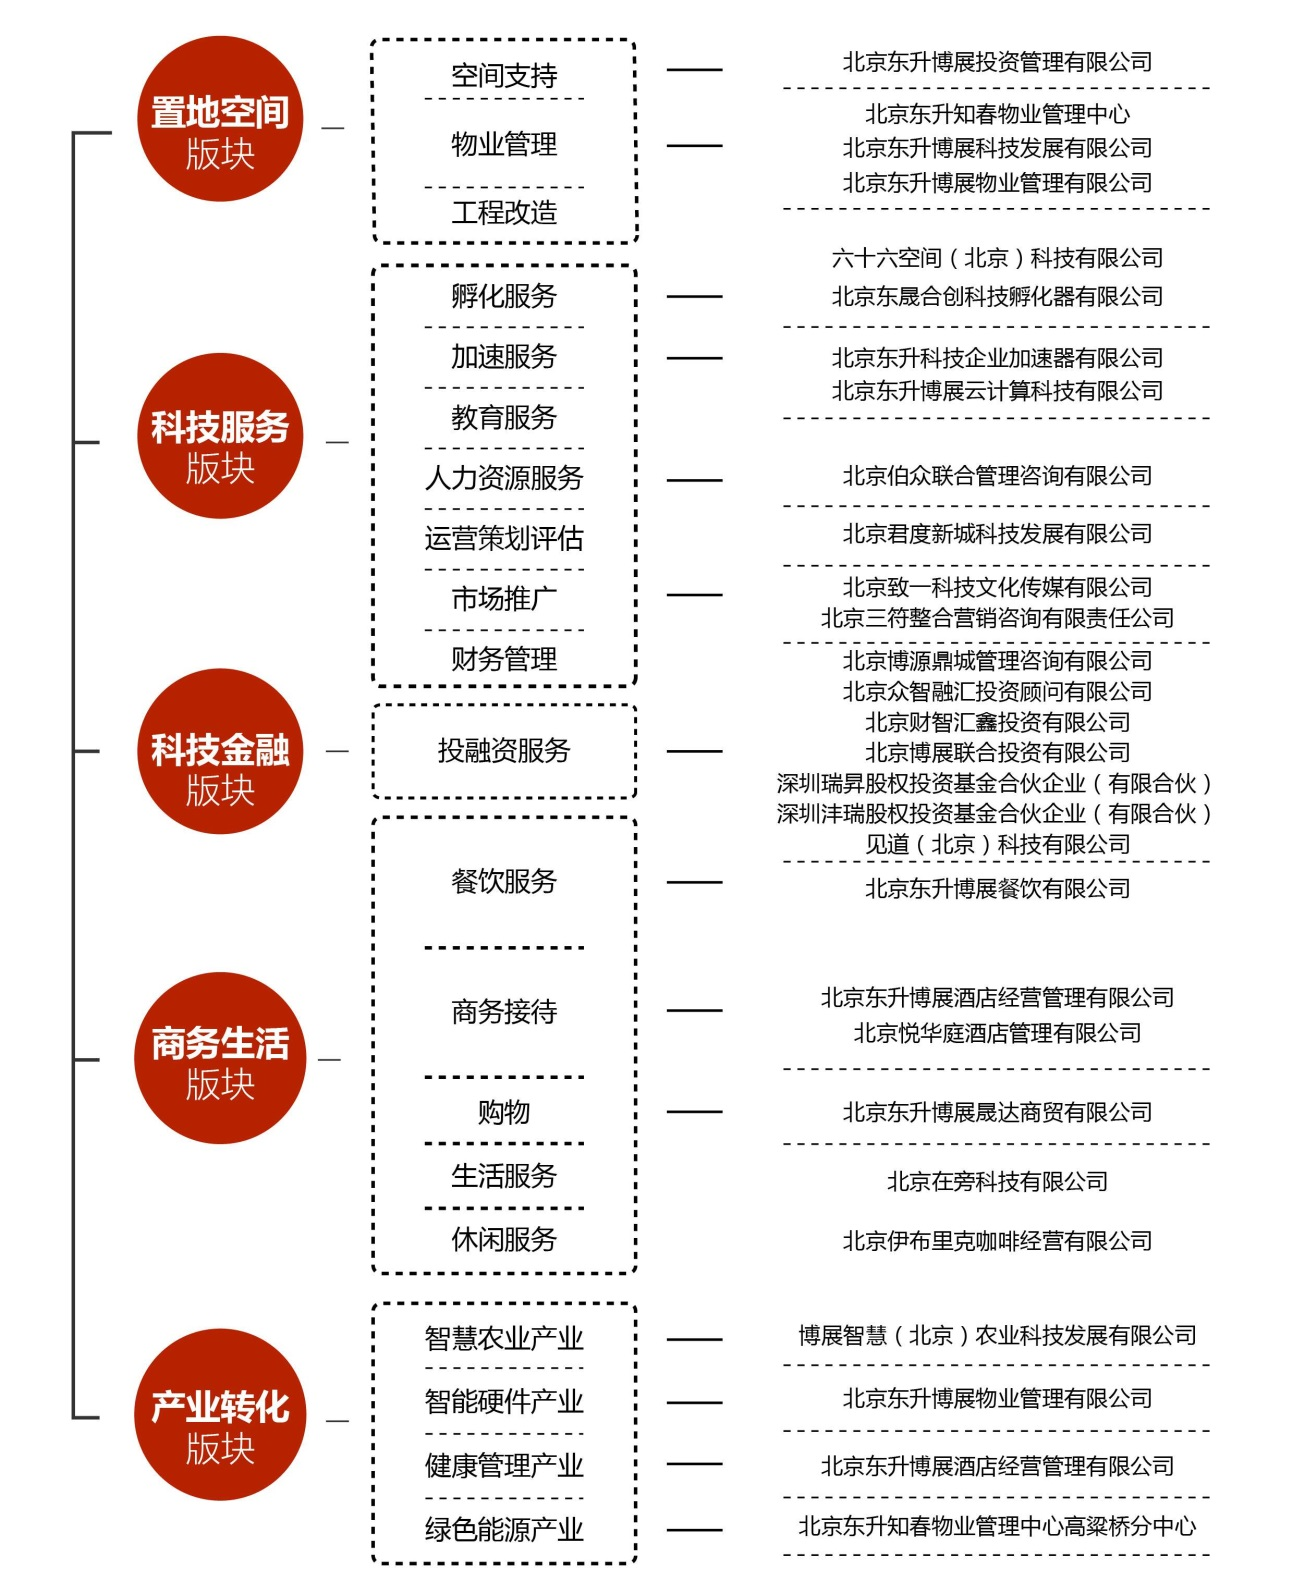 置地空间
版块
空间支持
物业管理
工程改造
北京东升博展投资管理有限公司
北京东升知春物业管理中心
北京东升博展科技发展有限公司
北京东升博展物业管理有限公司
科技服务
版块
孵化服务
加速服务
教育服务
人力资源服务
运营策划评估
市场推广
财务管理
六十六空间（北京）科技有限公司
北京东晟合创科技孵化器有限公司
北京东升科技企业加速器有限公司
北京东升博展云计算科技有限公司
北京伯众联合管理咨询有限公司
北京君度新城科技发展有限公司
北京致一科技文化传媒有限公司
北京三符整合营销咨询有限责任公司
科技金融
版块
投融资服务
北京博源鼎城管理咨询有限公司
北京众智融汇投资顾问有限公司
北京财智汇鑫投资有限公司
北京博展联合投资有限公司
深圳瑞昇股权投资基金合伙企业（有限合伙）
深圳沣瑞股权投资基金合伙企业（有限合伙）
见道（北京）科技有限公司
商务生活
版块
餐饮服务
商务接待
购物
生活服务
休闲服务
北京东升博展餐饮有限公司
北京东升博展酒店经营管理有限公司
北京悦华庭酒店管理有限公司
北京东升博展晟达商贸有限公司
北京在旁科技有限公司
北京伊布里克咖啡经营有限公司
产业转化
版块
智慧农业产业
智能硬件产业
健康管理产业
绿色能源产业
博展智慧（北京）农业科技发展有限公司
北京东升博展物业管理有限公司
北京东升博展酒店经营管理有限公司
北京东升知春物业管理中心高粱桥分中心